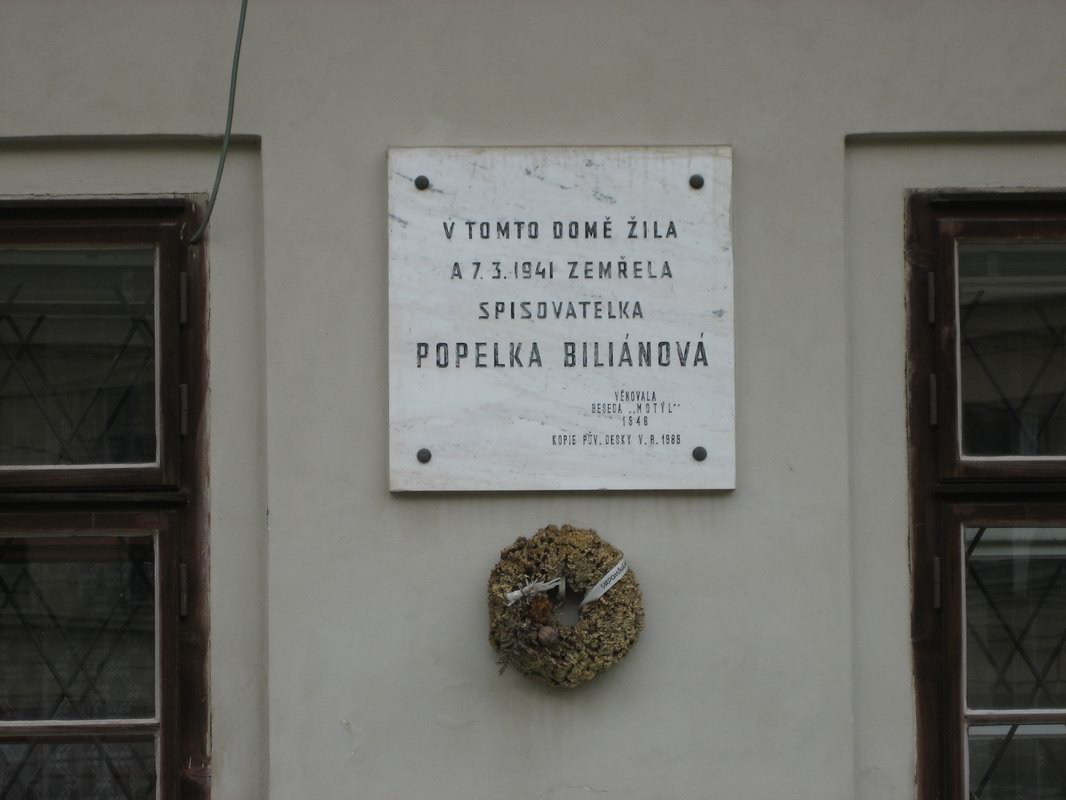 V TOMTO DOMĚ ŽILA
A 7. 3. 1941 ZEMŘELA
SPISOVATELKA
POPELKA BILIÁNOVÁ
VĚNOVALA
BESEDA „MOTÝL“
1946
KOPIE PŮV. DESKY V. R. 1989